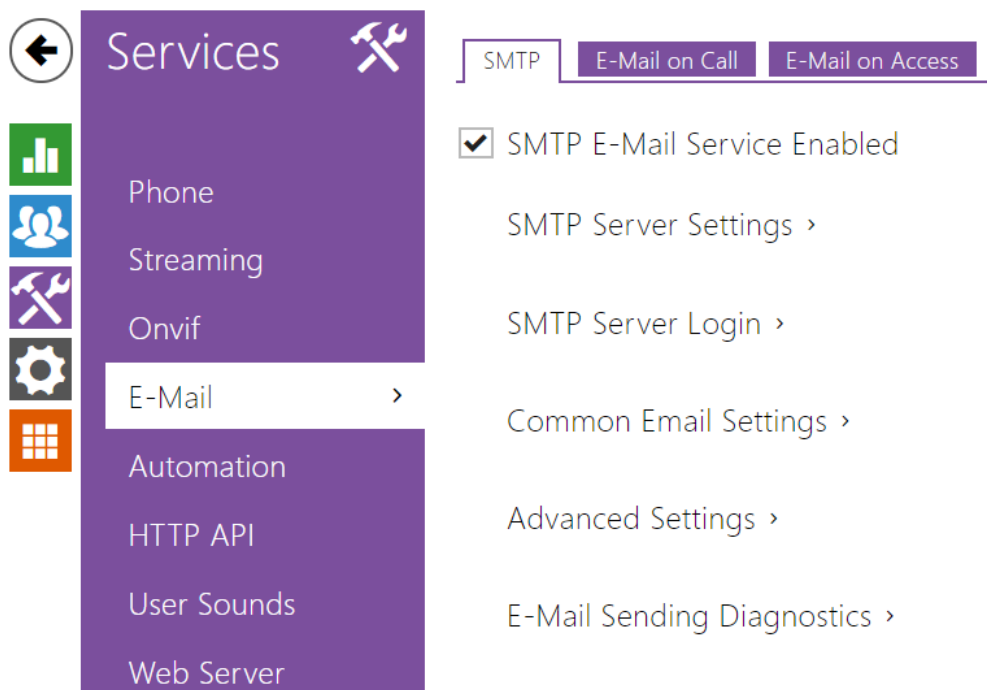 Services
Phone
Streaming
Onvif
E-Mail
Automation
HTTP API
User Sounds
Web Server
SMTP
E-Mail on Call
E-Mail on Access
SMTP E-Mail Service Enabled
SMTP Server Settings ›
SMTP Server Login ›
Common Email Settings ›
Advanced Settings ›
E-Mail Sending Diagnostics ›